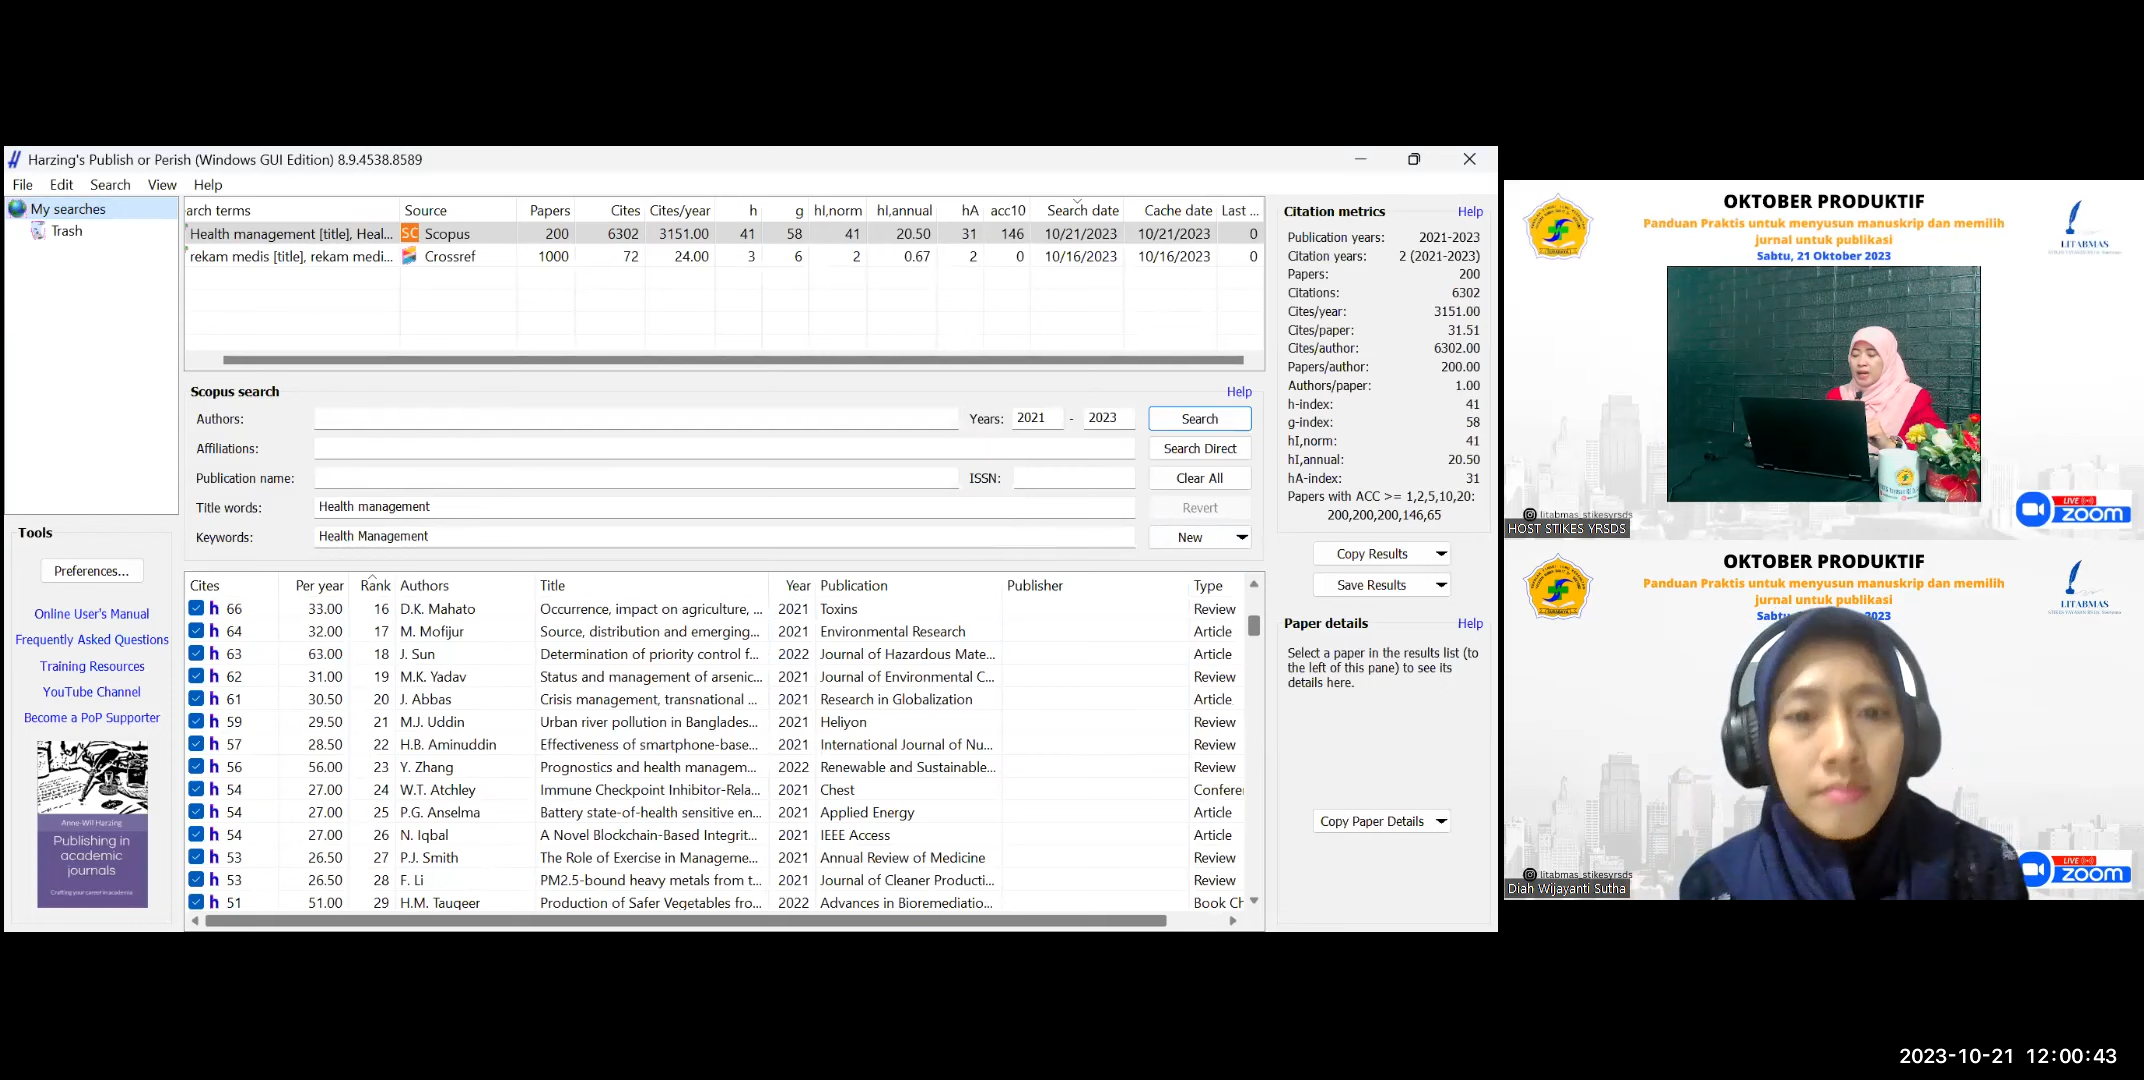 Harzing's Publish or Perish (Windows GUI Edition) 8.9.4538.8589
File Edit Search View Help
My searches
Trash
arch terms Source Papers Cites Cites/year h g hI,norm hI,annual hA acc10 Search date Cache date Last ...
Health management [title], Heal... SC Scopus 200 6302 3151.00 41 58 41 20.50 31 146 10/21/2023 10/21/2023 0
rekam medis [title], rekam medi... Crossref 1000 72 24.00 3 6 2 0.67 2 0 10/16/2023 10/16/2023 0
Scopus search Help
Authors: Years: 2021 - 2023 Search
Affiliations: Search Direct
Publication name: ISSN: Clear All
Title words: Health management Revert
Keywords: Health Management New
Tools
Preferences...
Online User's Manual
Frequently Asked Questions
Training Resources
YouTube Channel
Become a PoP Supporter
Anne-Wil Harzing
Publishing in
academic
journals
Crafting your career in academia
Cites Per year Rank Authors Title Year Publication Publisher Type
h 66 33.00 16 D.K. Mahato Occurrence, impact on agriculture, ... 2021 Toxins Review
h 64 32.00 17 M. Mofijur Source, distribution and emerging... 2021 Environmental Research Article
h 63 63.00 18 J. Sun Determination of priority control f... 2022 Journal of Hazardous Mate... Article
h 62 31.00 19 M.K. Yadav Status and management of arsenic... 2021 Journal of Environmental C... Review
h 61 30.50 20 J. Abbas Crisis management, transnational ... 2021 Research in Globalization Article
h 59 29.50 21 M.J. Uddin Urban river pollution in Banglades... 2021 Heliyon Review
h 57 28.50 22 H.B. Aminuddin Effectiveness of smartphone-base... 2021 International Journal of Nu... Review
h 56 56.00 23 Y. Zhang Prognostics and health managem... 2022 Renewable and Sustainable... Review
h 54 27.00 24 W.T. Atchley Immune Checkpoint Inhibitor-Rela... 2021 Chest Conferei
h 54 27.00 25 P.G. Anselma Battery state-of-health sensitive en... 2021 Applied Energy Article
h 54 27.00 26 N. Iqbal A Novel Blockchain-Based Integrit... 2021 IEEE Access Article
h 53 26.50 27 P.J. Smith The Role of Exercise in Manageme... 2021 Annual Review of Medicine Review
h 53 26.50 28 F. Li PM2.5-bound heavy metals from t... 2021 Journal of Cleaner Producti... Review
h 51 51.00 29 H.M. Tauqeer Production of Safer Vegetables fro... 2022 Advances in Bioremediatio... Book Ch
Citation metrics Help
Publication years: 2021-2023
Citation years: 2 (2021-2023)
Papers: 200
Citations: 6302
Cites/year: 3151.00
Cites/paper: 31.51
Cites/author: 6302.00
Papers/author: 200.00
Authors/paper: 1.00
h-index: 41
g-index: 58
hI,norm: 41
hI,annual: 20.50
hA-index: 31
Papers with ACC >= 1,2,5,10,20:
200,200,200,146,65
Copy Results
Save Results
Paper details Help
Select a paper in the results list (to
the left of this pane) to see its
details here.
Copy Paper Details
OKTOBER PRODUKTIF
Panduan Praktis untuk menyusun manuskrip dan memilih
jurnal untuk publikasi
Sabtu, 21 Oktober 2023
LITABMAS
litabmas_stikesyrsds
HOST STIKES YRSDS
LIVE
zoom
OKTOBER PRODUKTIF
Panduan Praktis untuk menyusun manuskrip dan memilih
jurnal untuk publikasi
Sabtu 2023
LITABMAS
litabmas_stikesyrsds
Diah Wijayanti Sutha
LIVE
zoom
2023-10-21 12:00:43